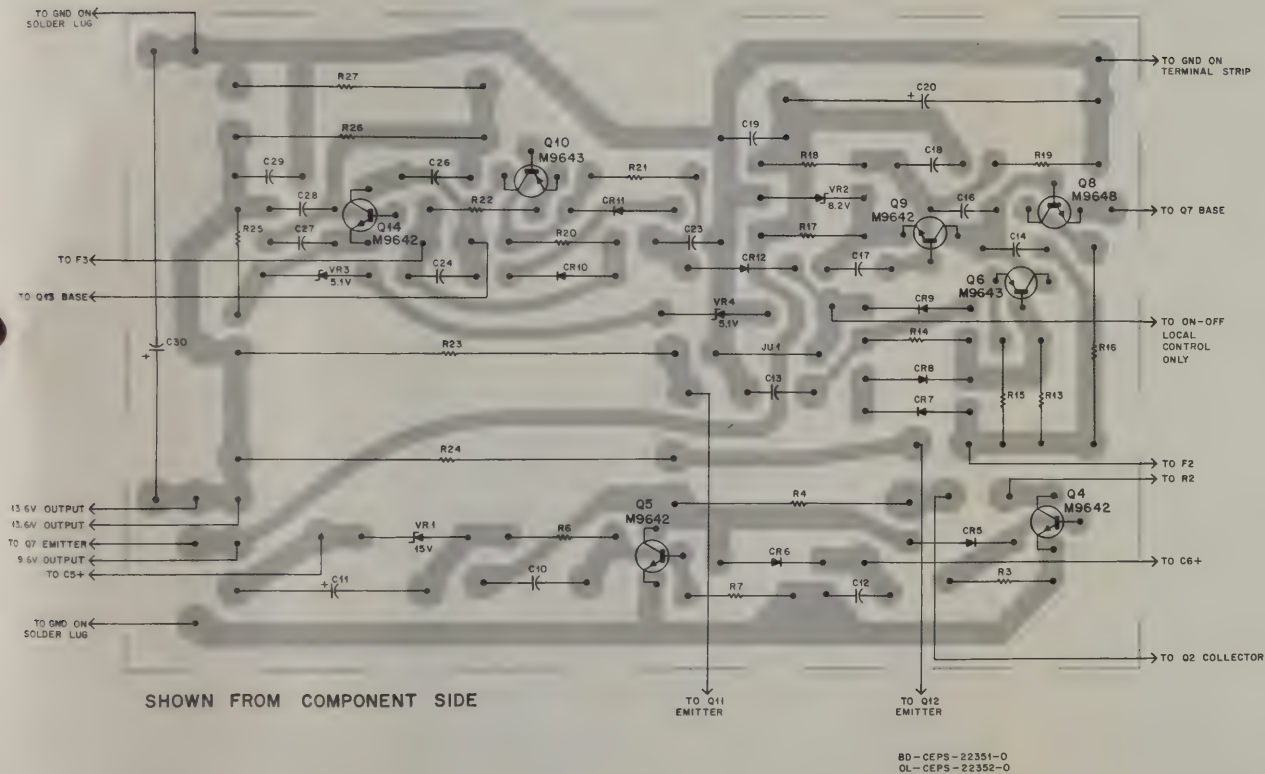 TO GND ON
SOLDER LUG
R27
C20
+
TO GND ON
TERMINAL STRIP
C19
R26
Q10
M9643
C29
C26
R21
R18
C18
R19
Q8
M9648
C28
R22
CR11
VR2
8.2V
Q9
M9642
C16
TO Q7 BASE
Q14
M9642
R25
C27
R20
C23
R17
C14
TO F3
VR3
5.1V
C24
CR10
CR12
C17
Q6
M9643
TO Q13 BASE
VR4
5.1V
CR9
TO ON-OFF
LOCAL
CONTROL
ONLY
C30
+
R23
JU1
R14
R16
C13
CR8
R15
R13
CR7
R24
TO F2
TO R2
13.6V OUTPUT
13.6V OUTPUT
TO Q7 EMITTER
9.6V OUTPUT
TO C5+
Q5
M9642
R4
Q4
M9642
VR1
15V
R6
CR5
CR6
TO C6+
+
C11
C10
R7
C12
R3
TO GND ON
SOLDER LUG
TO Q2 COLLECTOR
SHOWN FROM COMPONENT SIDE
TO Q11
EMITTER
TO Q12
EMITTER
BD-CEPS-22351-O
OL-CEPS-22352-O